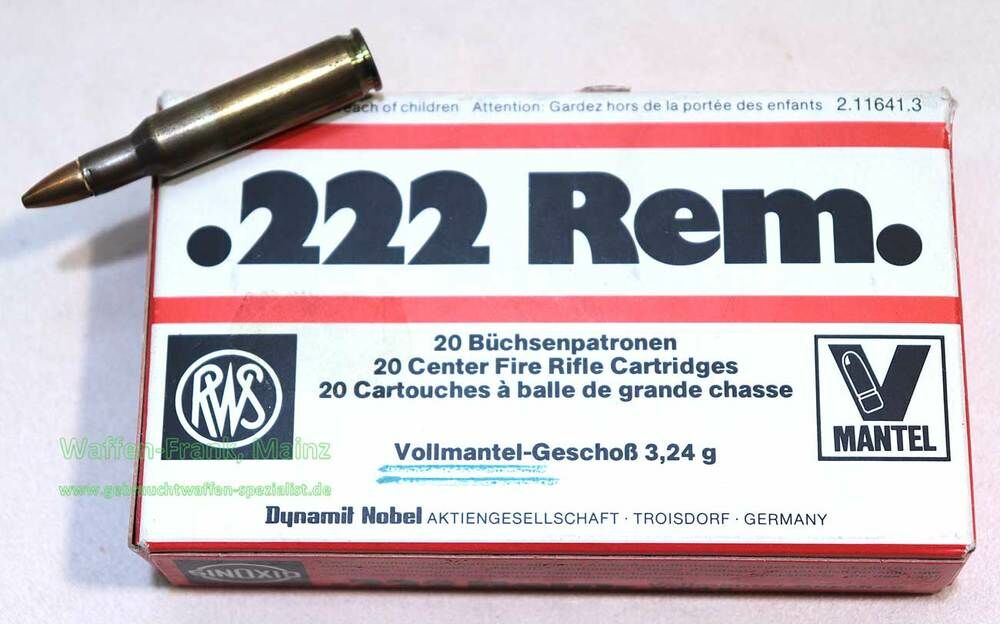 of children Attention: Gardez hors de la portée des enfants 2.11641.3
.222 Rem.
20 Büchsenpatronen
20 Center Fire Rifle Cartridges
20 Cartouches à balle de grande chasse
RWS
V
MANTEL
Vollmantel-Geschoß 3,24 g
Waffen-Frank, Mainz
www.gebrauchtwaffen-spezialist.de
Dynamit Nobel AKTIENGESELLSCHAFT · TROISDORF · GERMANY
SINOXID